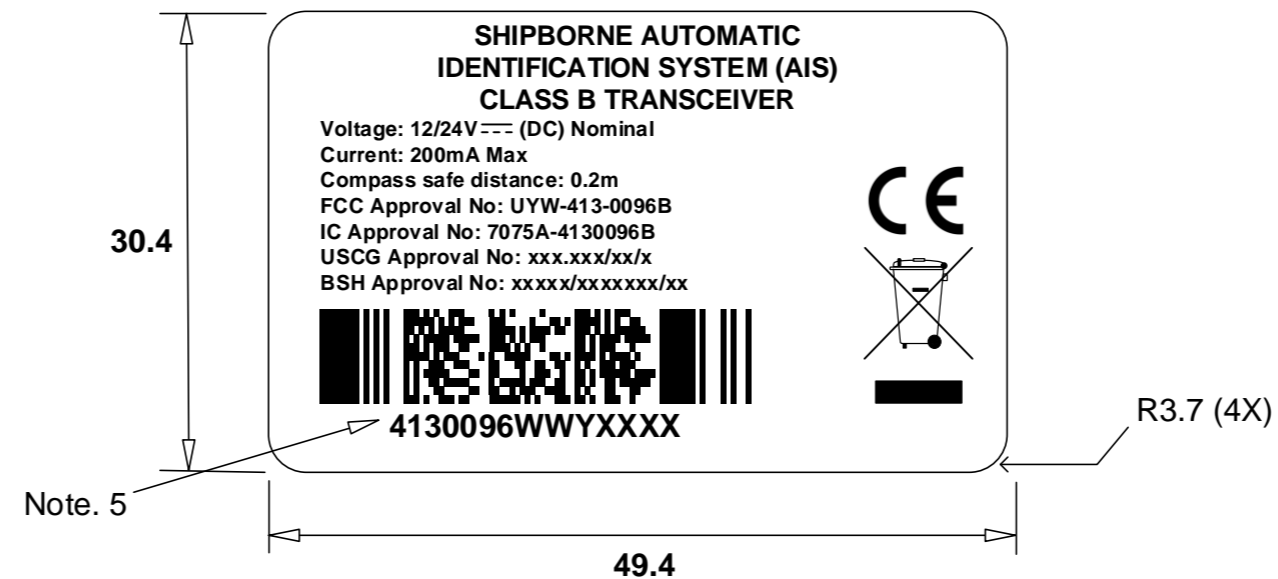 SHIPBORNE AUTOMATIC
IDENTIFICATION SYSTEM (AIS)
CLASS B TRANSCEIVER
Voltage: 12/24V (DC) Nominal
Current: 200mA Max
Compass safe distance: 0.2m
FCC Approval No: UYW-413-0096B
IC Approval No: 7075A-4130096B
USCG Approval No: xxx.xxx/xx/x
BSH Approval No: xxxxx/xxxxxxx/xx
CE
30.4
4130096WWYXXXX
R3.7 (4X)
Note. 5
49.4